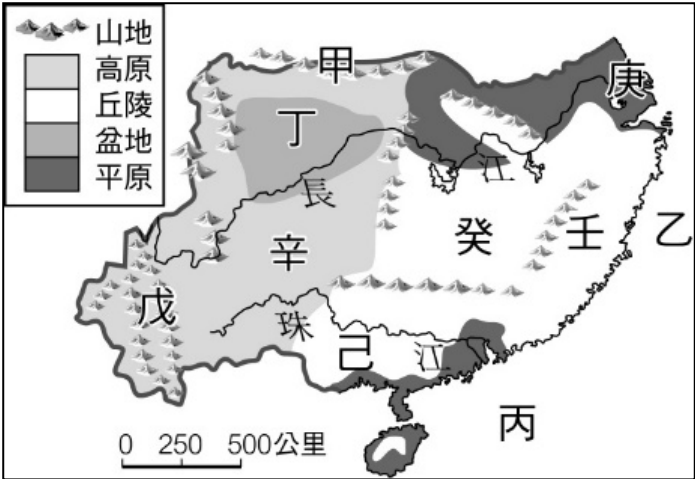 山地
高原
丘陵
盆地
平原
甲
庚
丁
江
長
癸
壬
乙
辛
戊
珠
己
江
丙
0 250 500公里